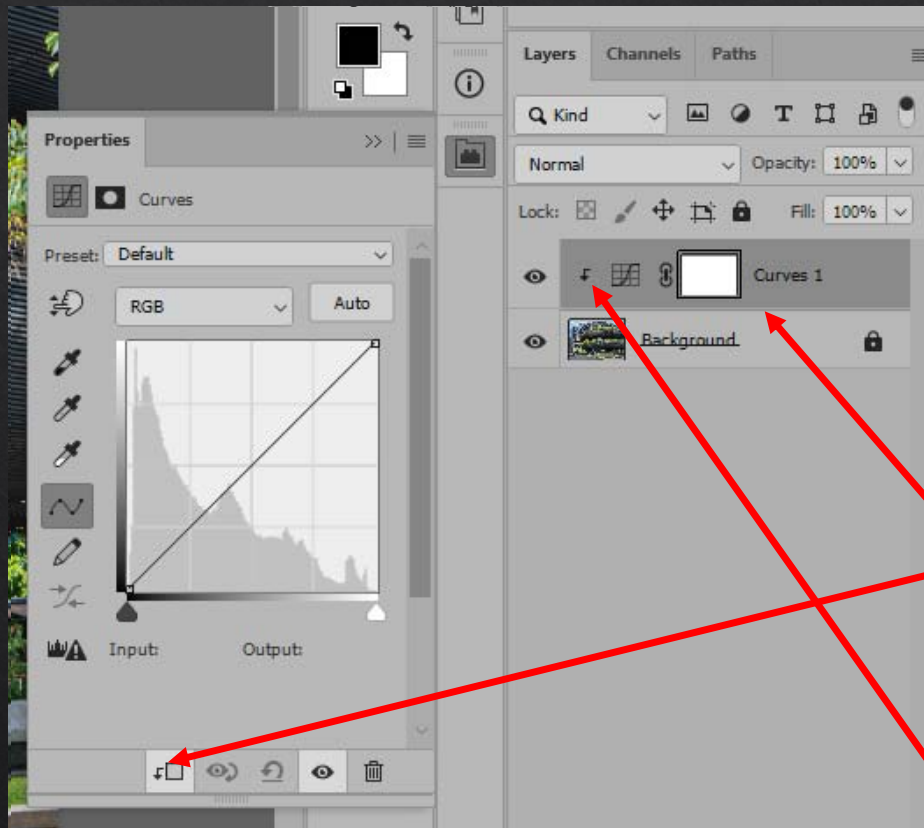 Properties
Curves
Preset: Default
RGB Auto
Input: Output:
Layers Channels Paths
Kind
Normal Opacity: 100%
Lock: Fill: 100%
Curves 1
Background